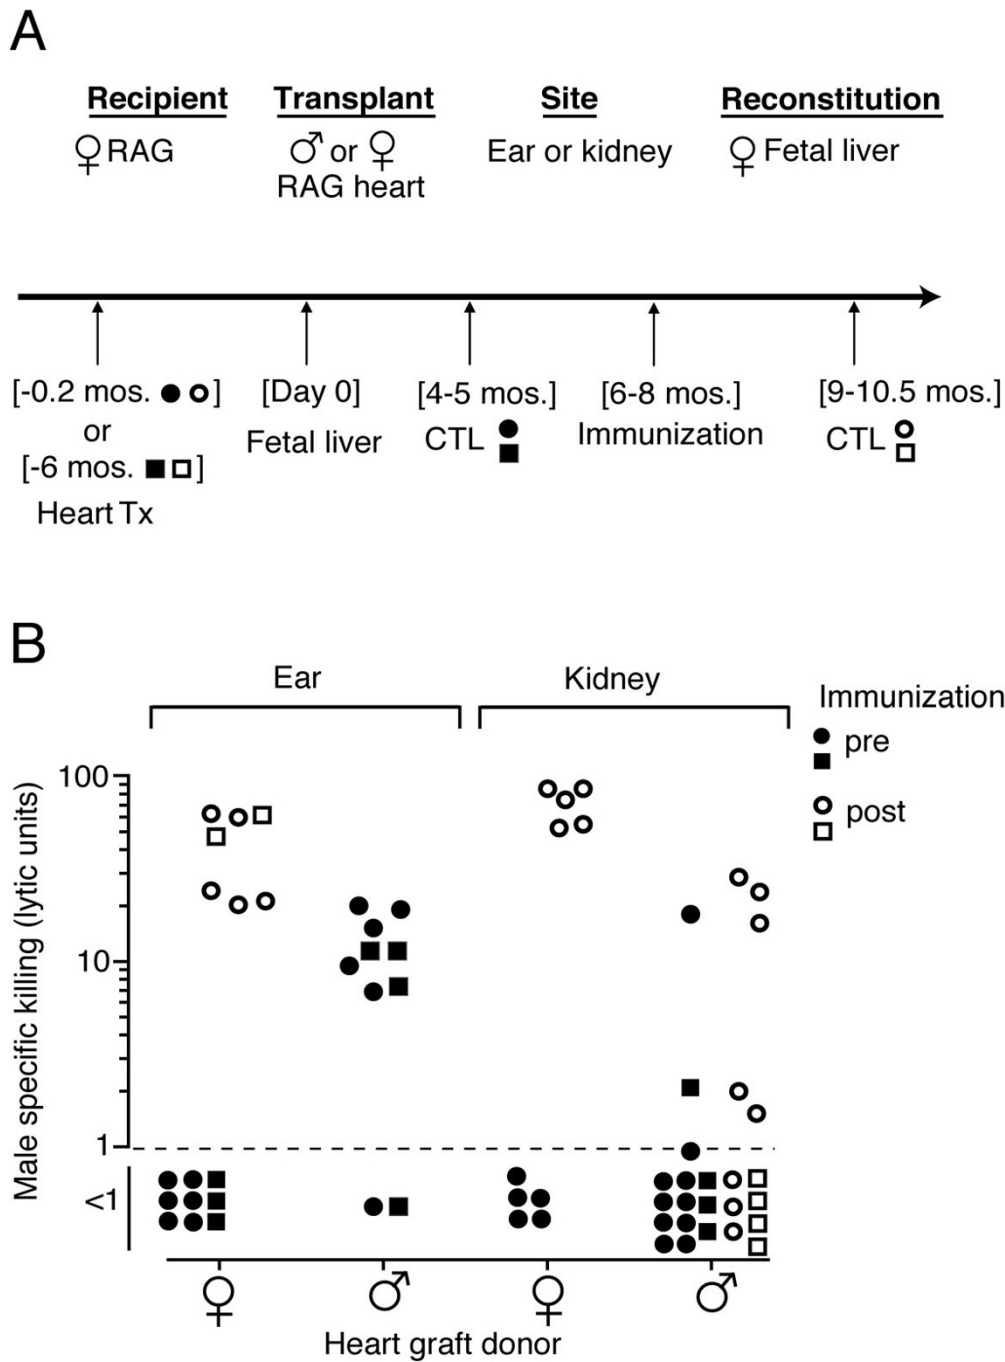 A
Recipient Transplant Site Reconstitution
♀ RAG ♂ or ♀ Ear or kidney ♀ Fetal liver
RAG heart
[-0.2 mos. ● ○] [Day 0] [4-5 mos.] [6-8 mos.] [9-10.5 mos.]
or Fetal liver CTL ● ■ Immunization CTL ○ □
[-6 mos. ■ □]
Heart Tx
B
Ear Kidney
Immunization
● ■ pre
○ □ post
Male specific killing (lytic units)
100
10
1
<1
♀ ♂ ♀ ♂
Heart graft donor